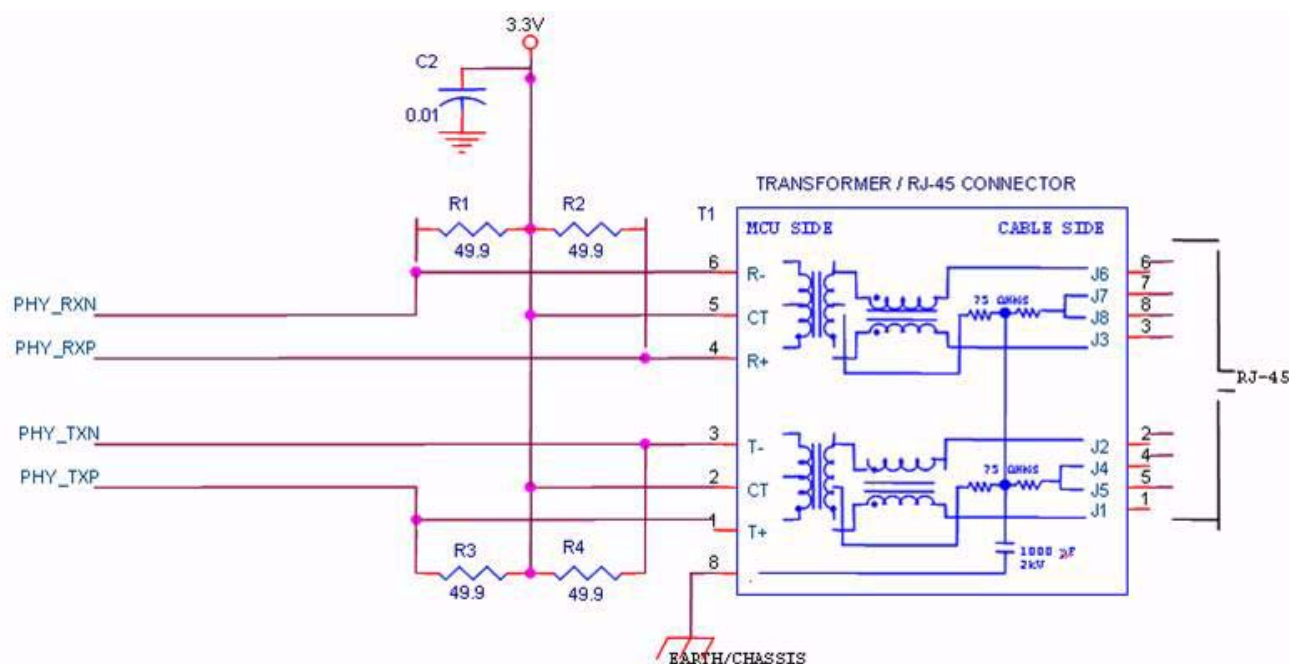 3.3V
C2
0.01
TRANSFORMER / RJ-45 CONNECTOR
R1
R2
T1
MCU SIDE
CABLE SIDE
49.9
49.9
6
R-
J6
6
7
PHY_RXN
5
CT
75 OHMS
J7
J8
8
3
PHY_RXP
4
R+
J3
RJ-45
PHY_TXN
3
T-
J2
2
4
PHY_TXP
2
CT
75 OHMS
J4
J5
5
1
1
T+
J1
R3
R4
49.9
49.9
8
1000 pF
2kV
EARTH/CHASSIS